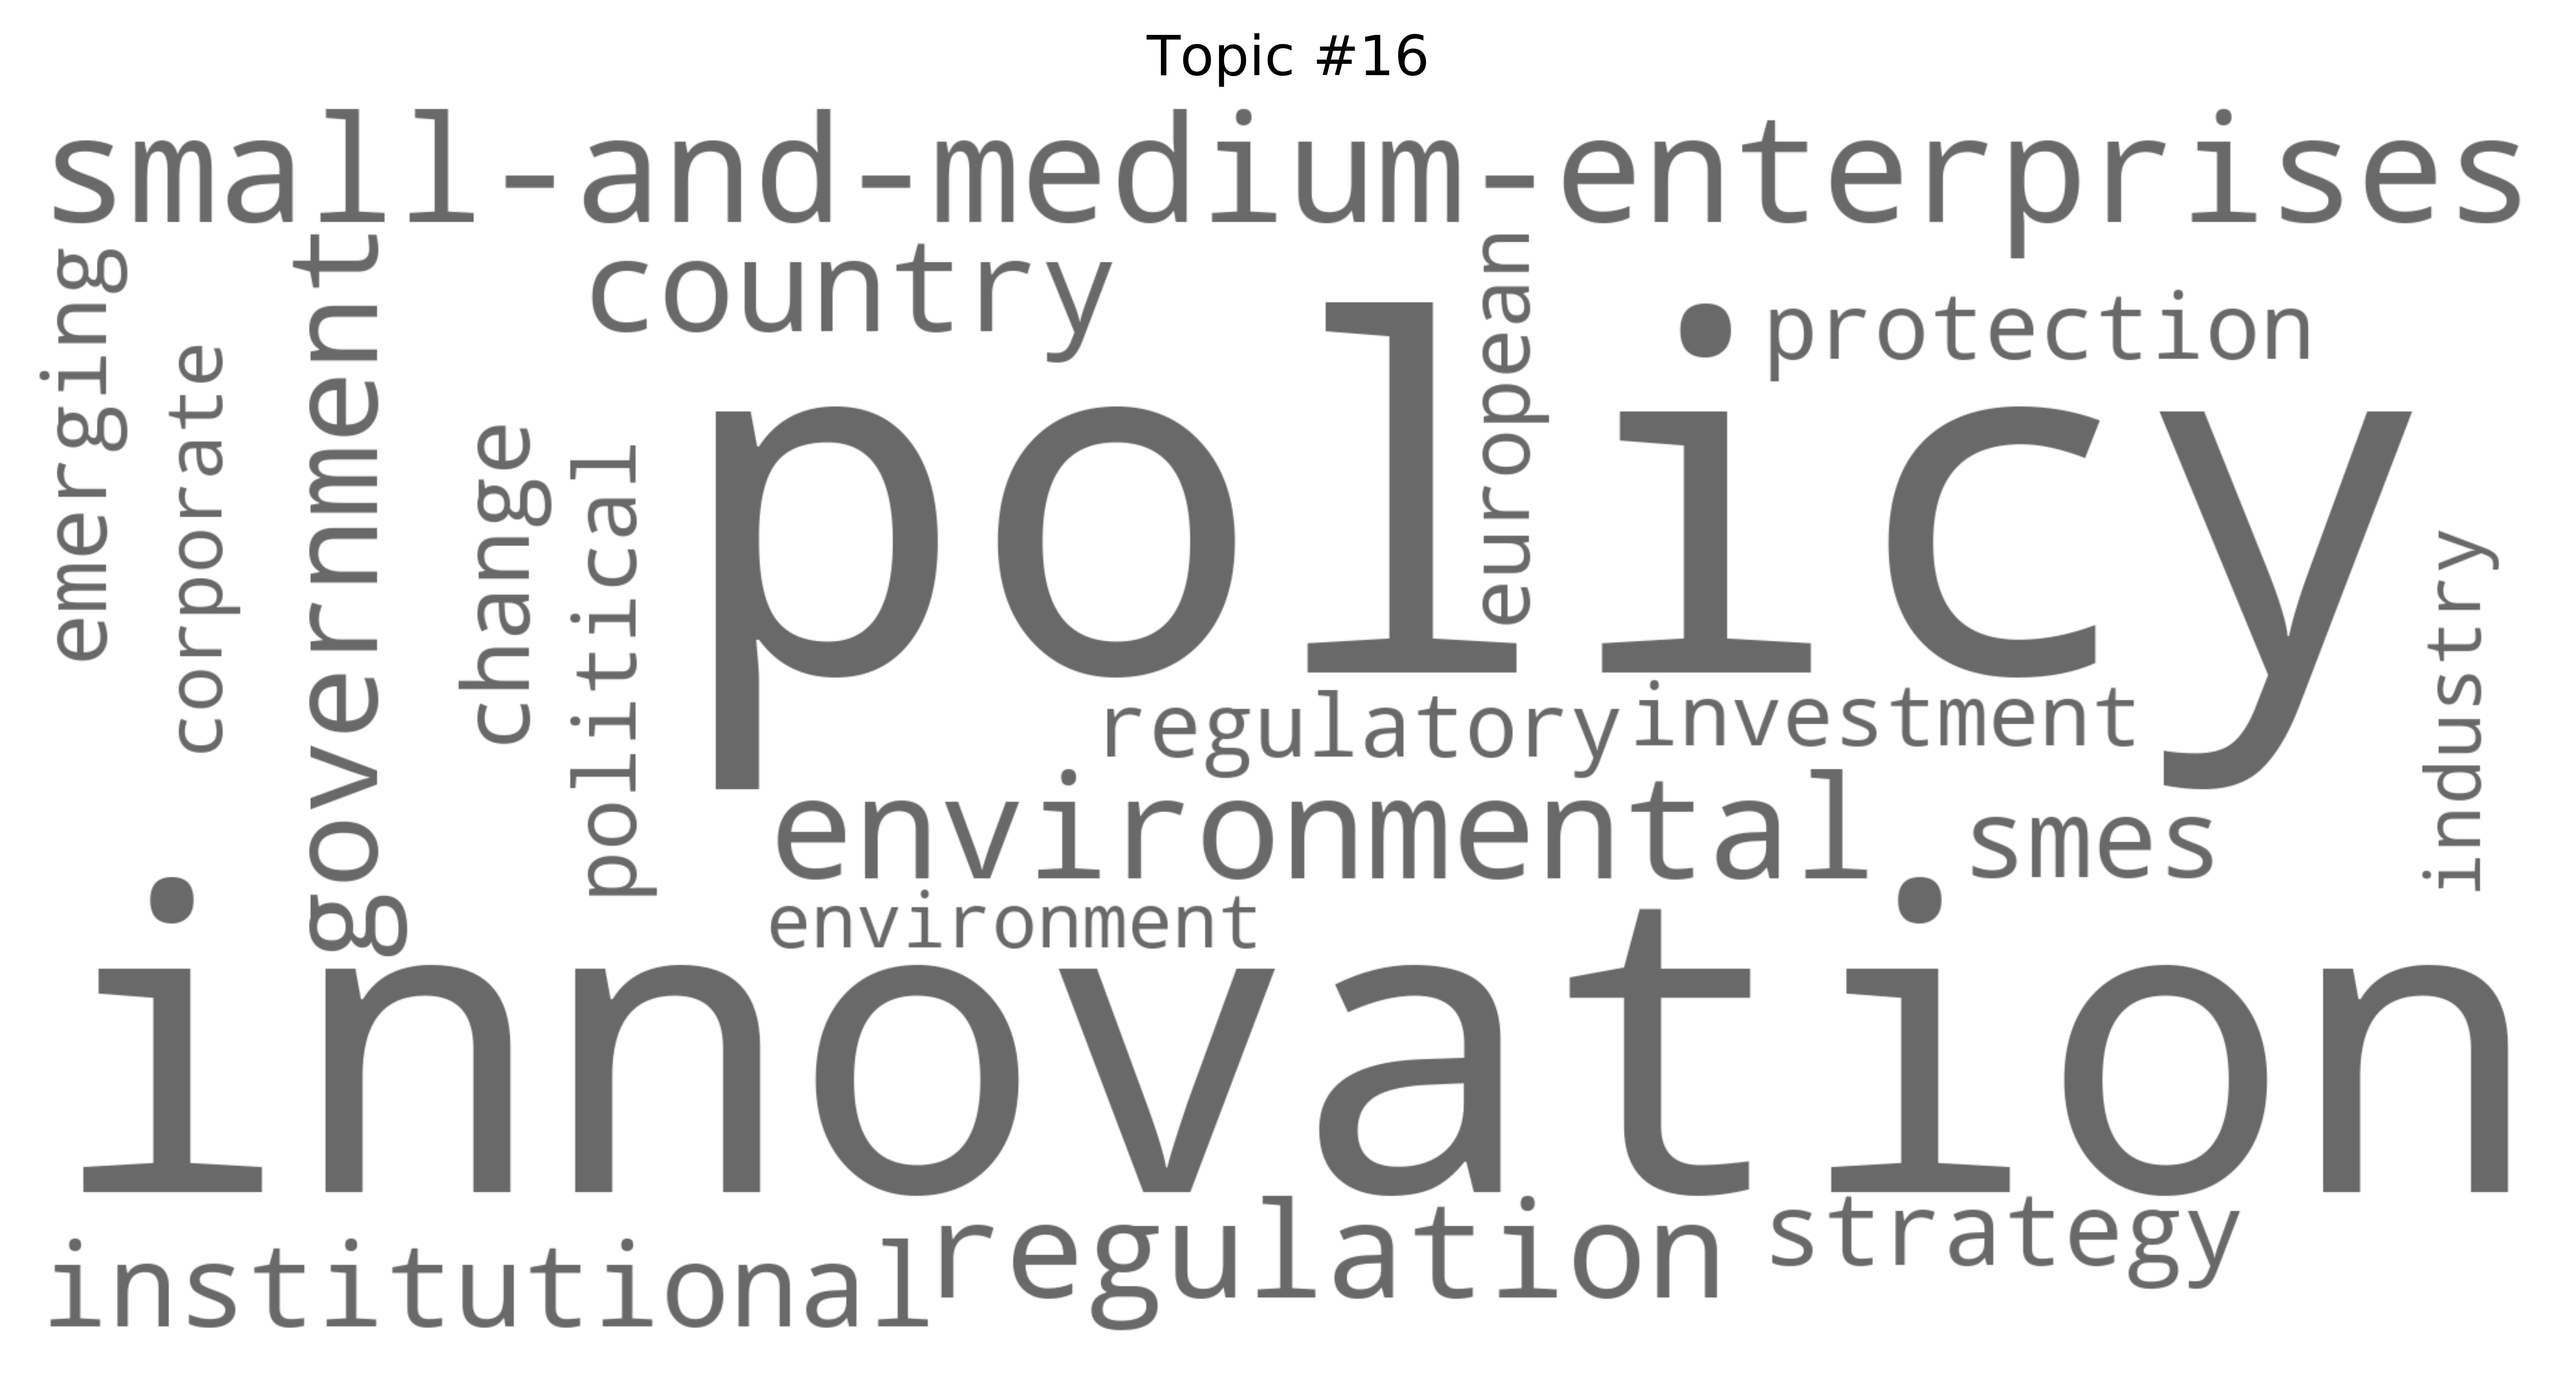 Topic #16
small-and-medium-enterprises
emerging
corporate
government
country
change
political
policy
european
protection
industry
regulatory
investment
environmental
smes
environment
innovation
institutional
regulation
strategy